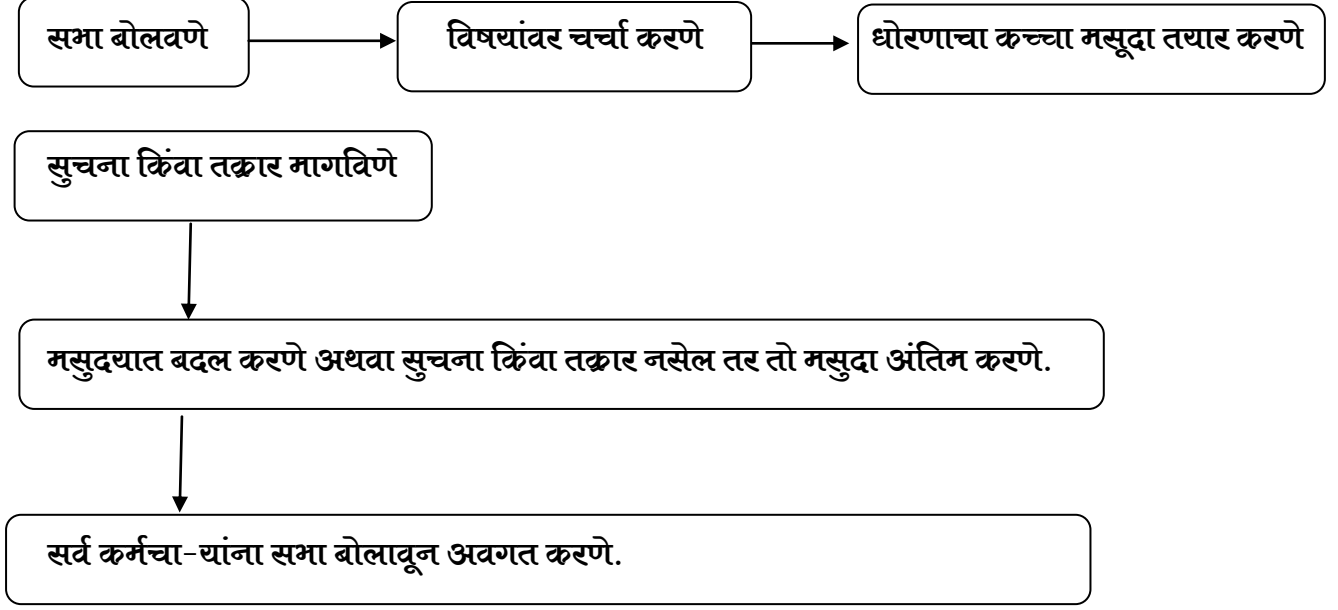 सभा बोलवणे
विषयांवर चर्चा करणे
धोरणाचा कच्चा मसूदा तयार करणे
सुचना किंवा तक्रार मागविणे
मसुदयात बदल करणे अथवा सुचना किंवा तक्रार नसेल तर तो मसुदा अंतिम करणे.
सर्व कर्मचा-यांना सभा बोलावून अवगत करणे.